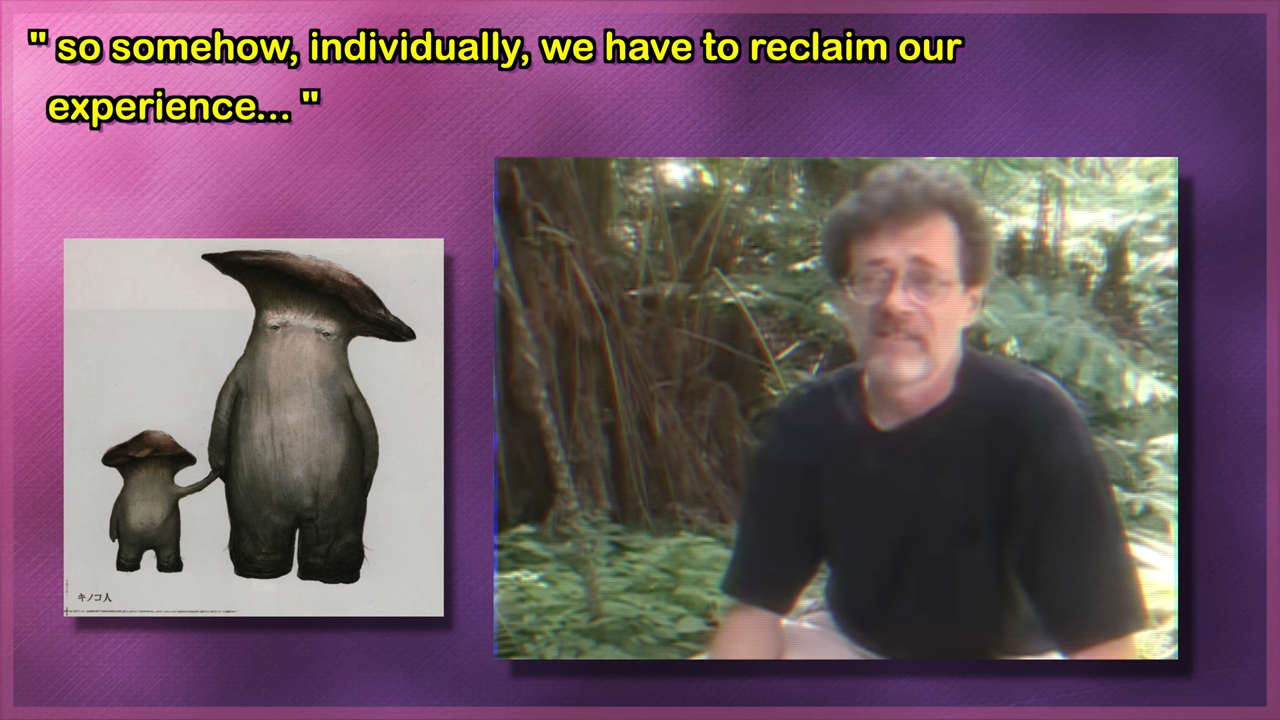 " so somehow, individually, we have to reclaim our
experience... "
キノコ人